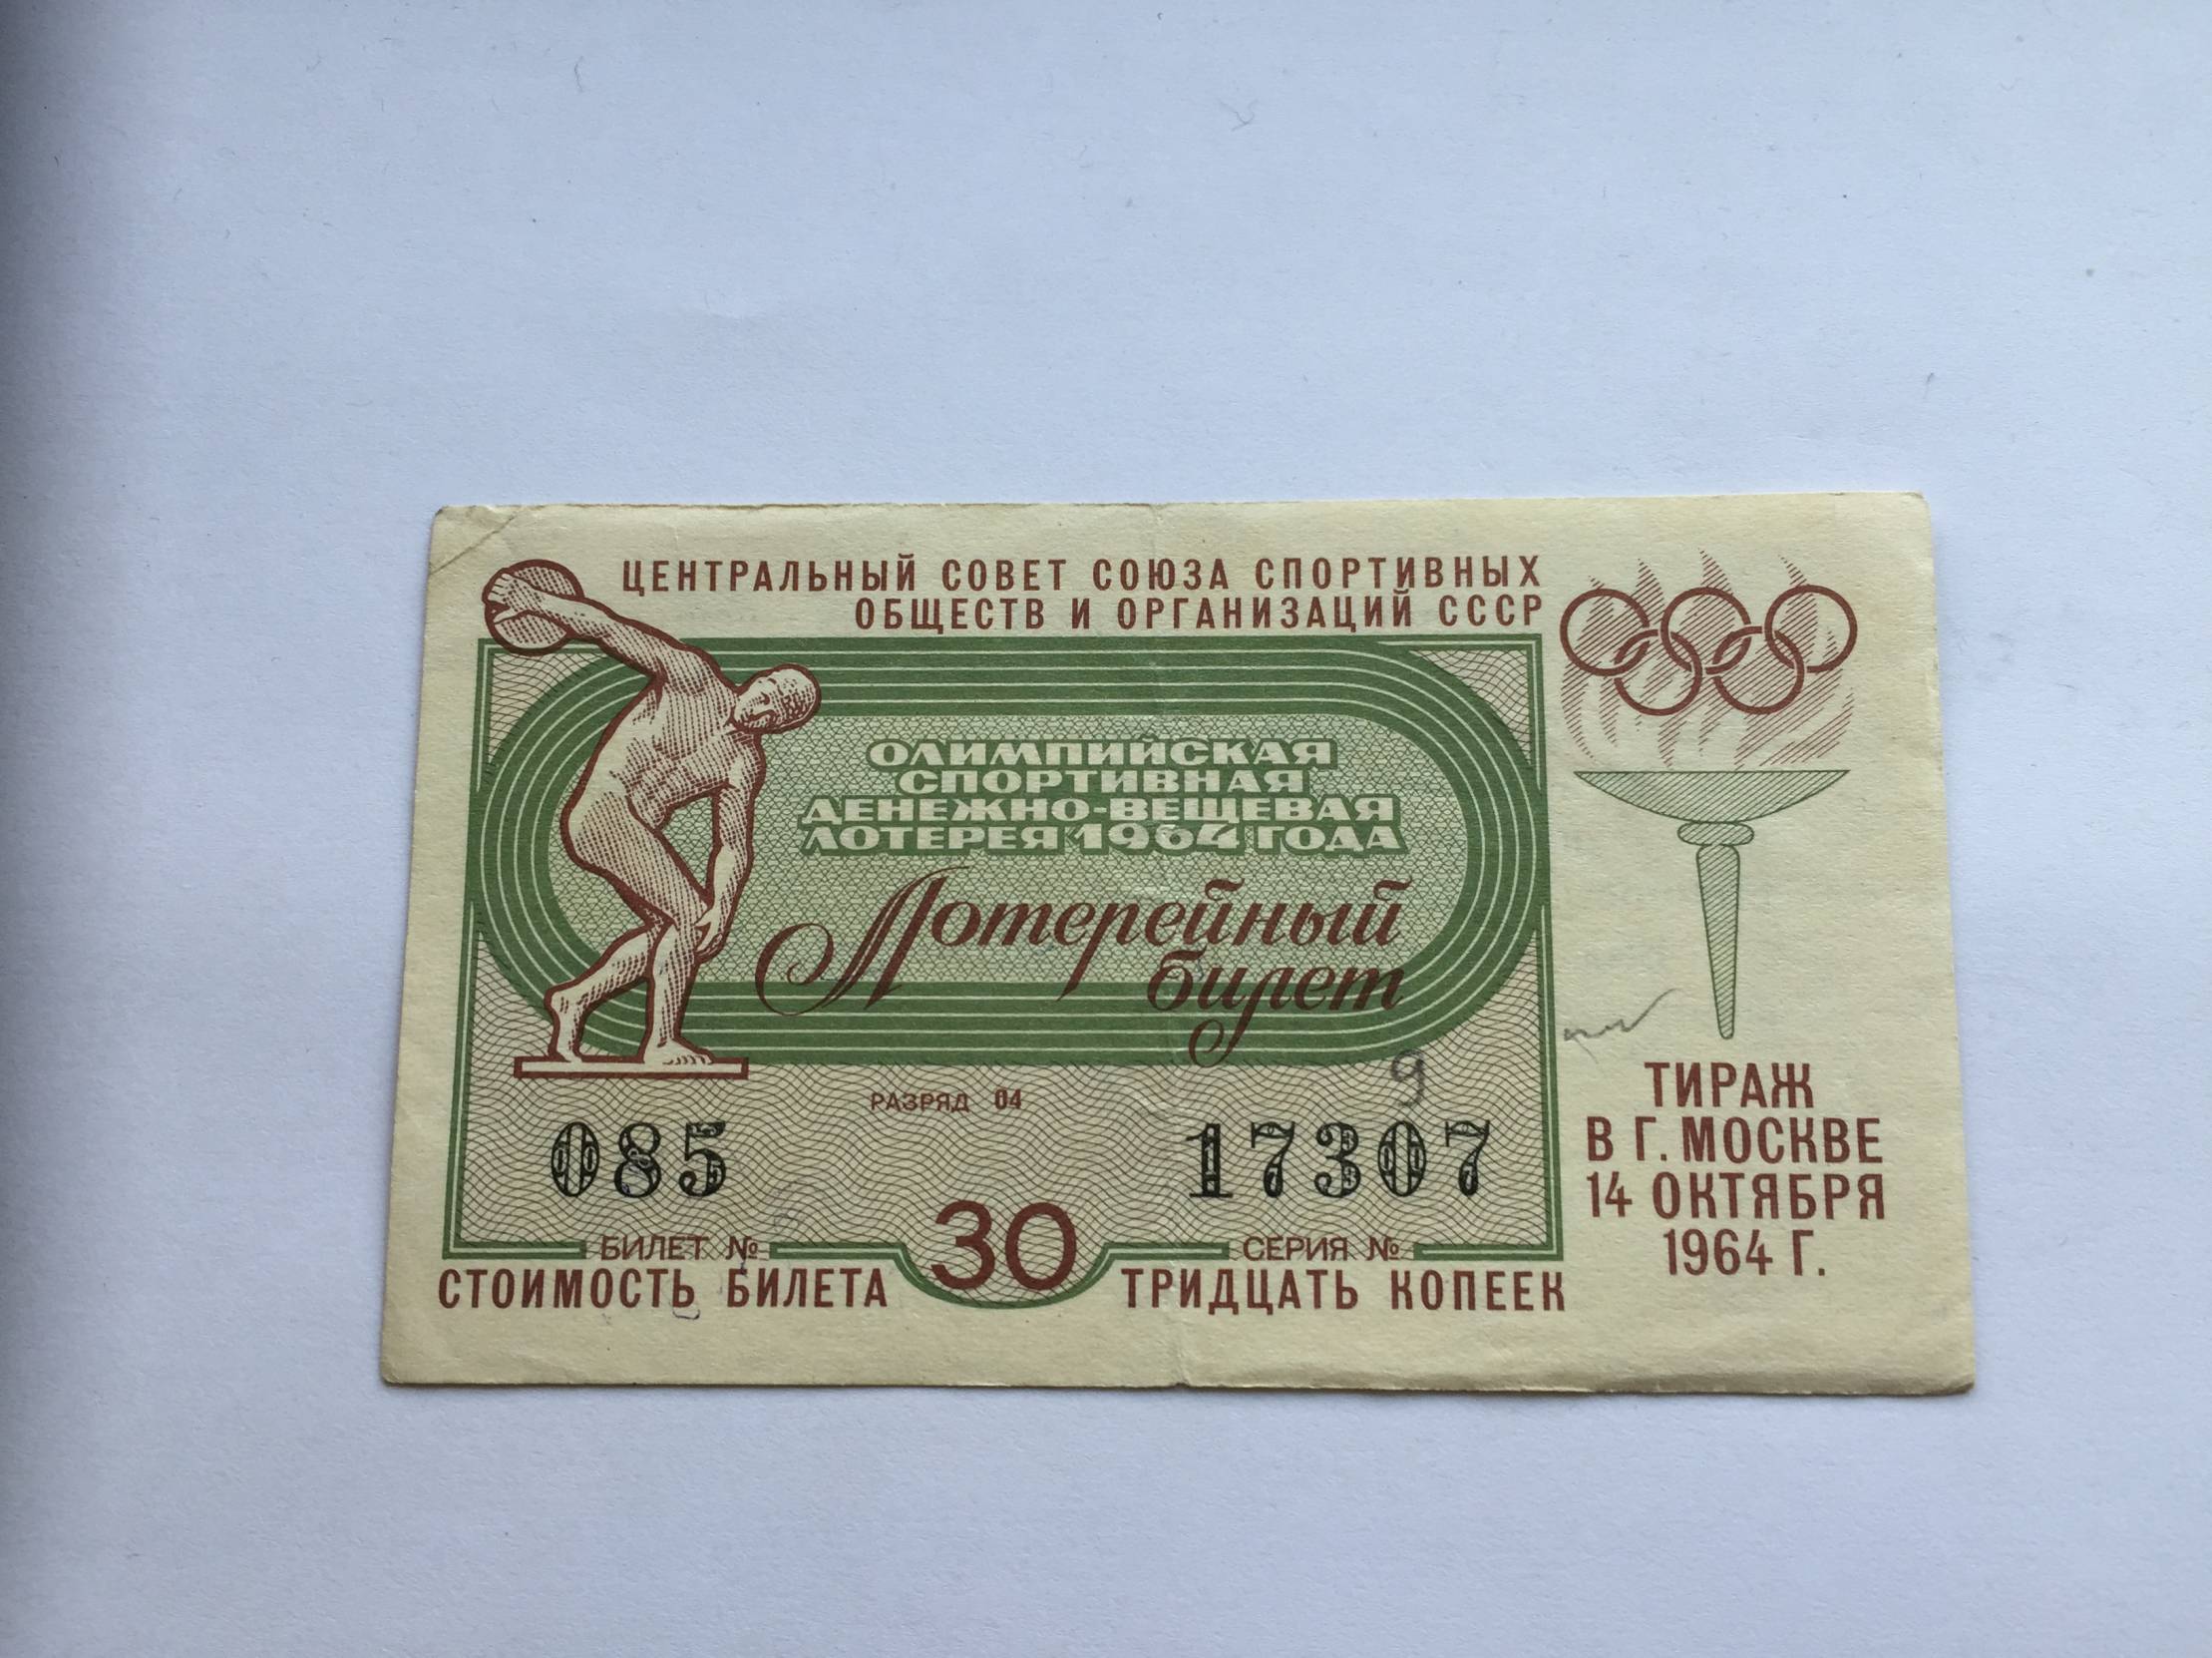 ЦЕНТРАЛЬНЫЙ СОВЕТ СОЮЗА СПОРТИВНЫХ
ОБЩЕСТВ И ОРГАНИЗАЦИЙ СССР
ОЛИМПИЙСКАЯ
СПОРТИВНАЯ
ДЕНЕЖНО-ВЕЩЕВАЯ
ЛОТЕРЕЯ 1964 ГОДА
Лотерейный
билет
9
РАЗРЯД 04
085
17307
БИЛЕТ №
30
СЕРИЯ №
СТОИМОСТЬ БИЛЕТА
ТРИДЦАТЬ КОПЕЕК
ТИРАЖ
В Г. МОСКВЕ
14 ОКТЯБРЯ
1964 Г.